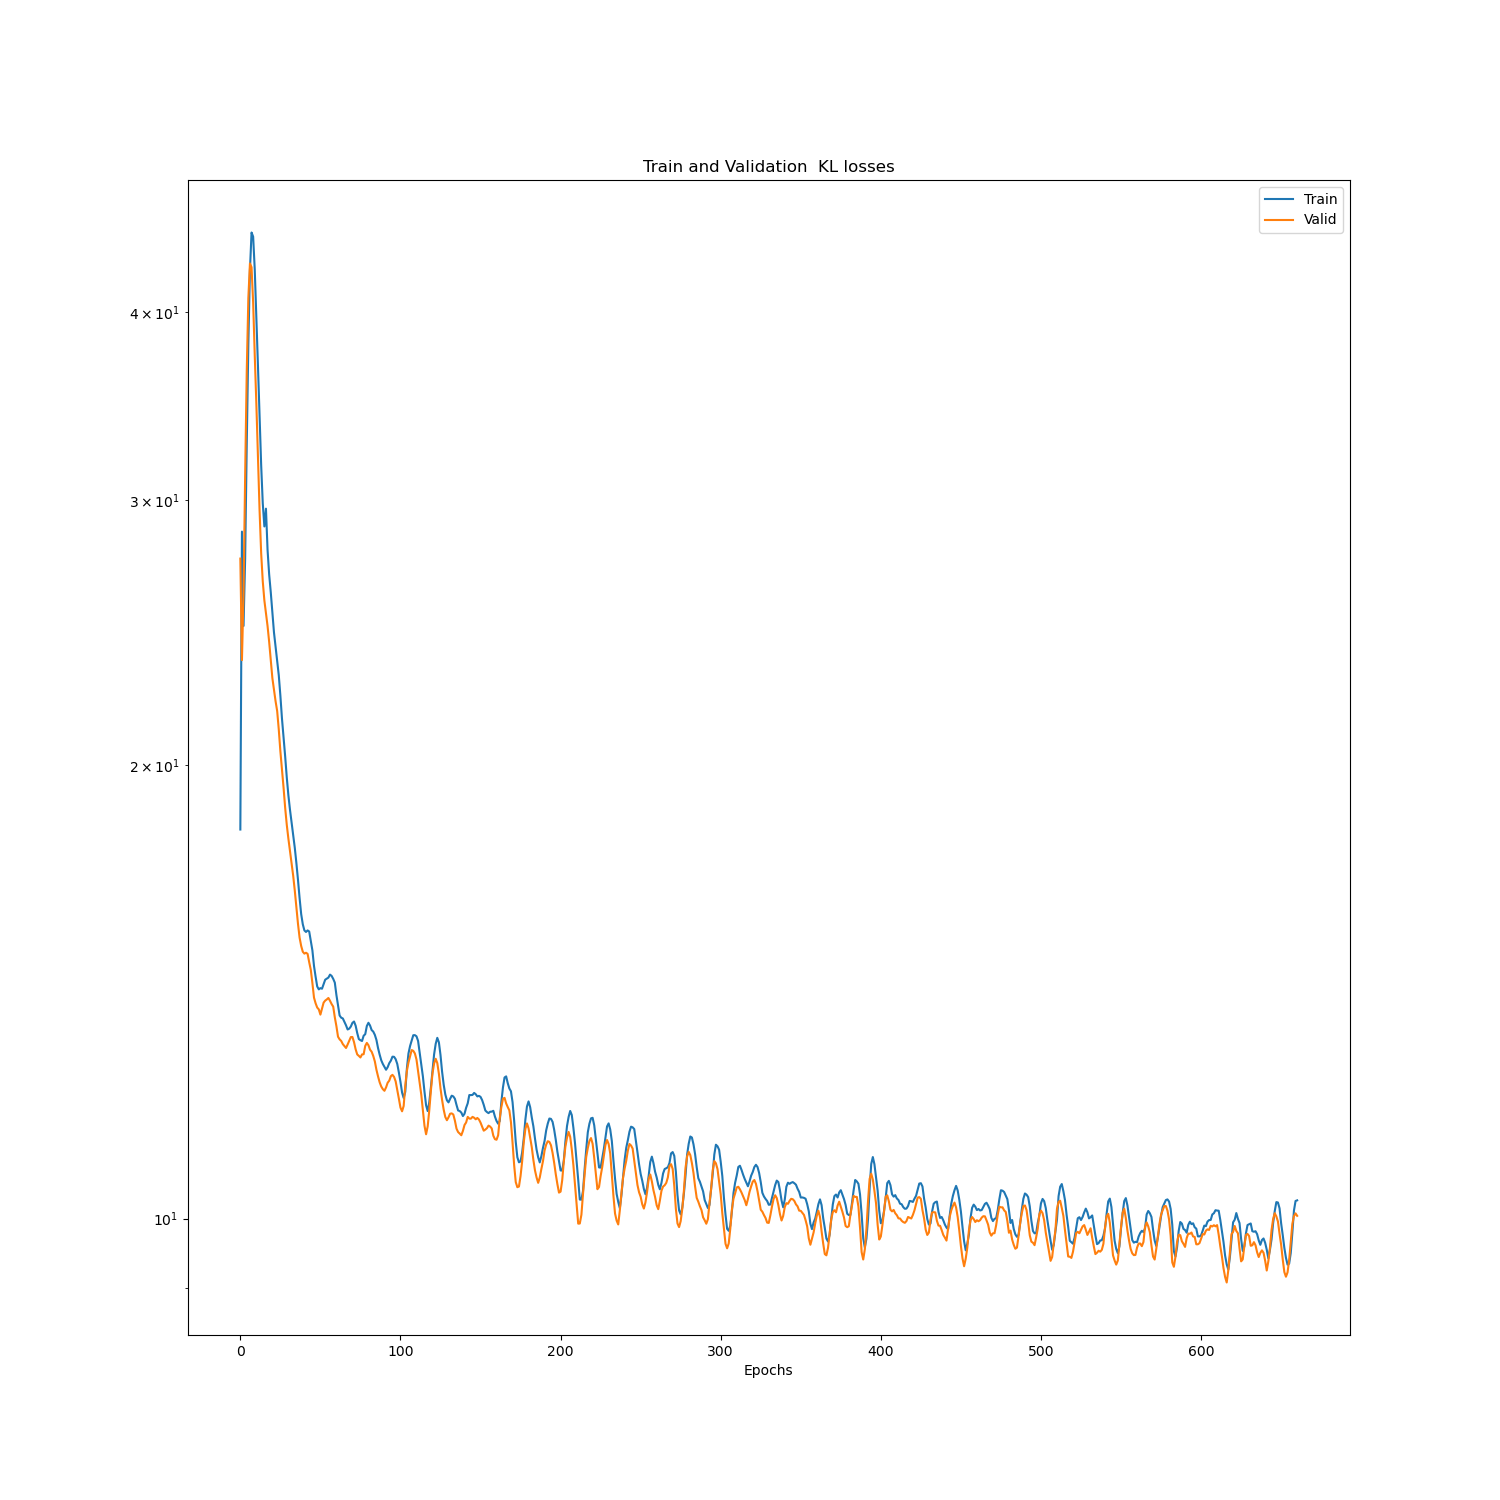 Train and Validation  KL losses
Train
Valid
4 × 10¹
3 × 10¹
2 × 10¹
10¹
0 100 200 300 400 500 600
Epochs